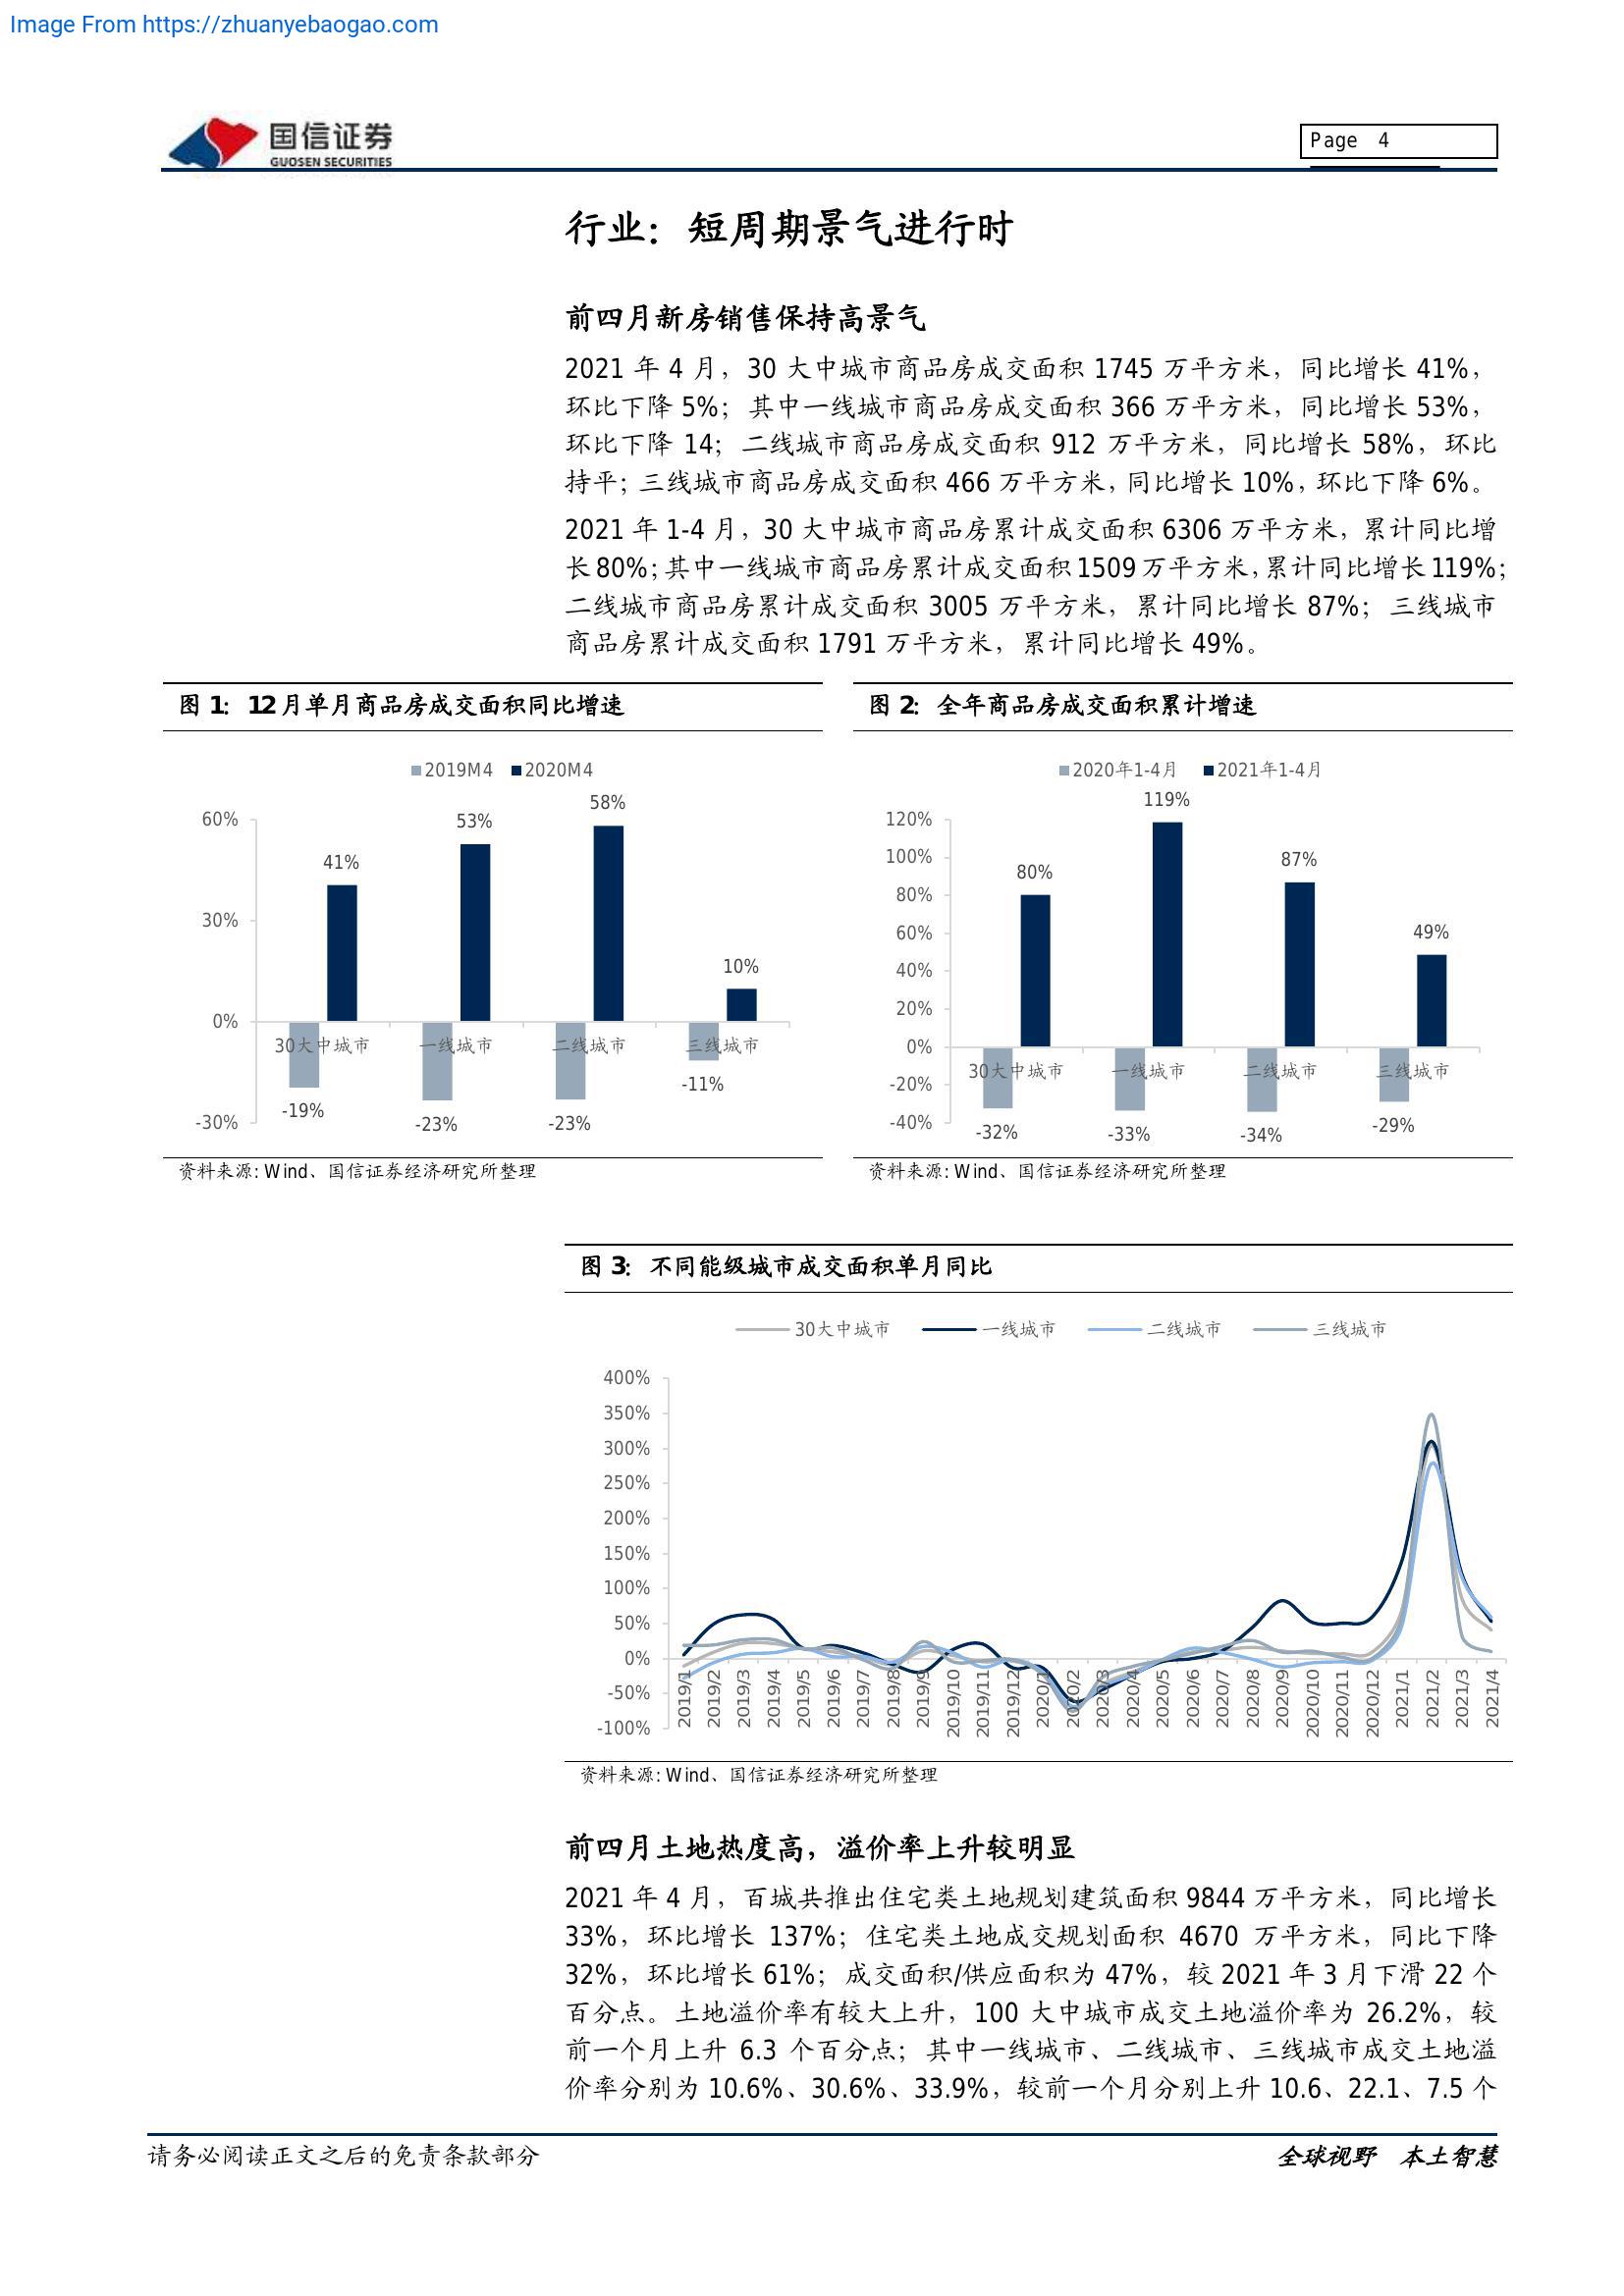 Image From https://zhuanyebaogao.com
国信证券
GUOSEN SECURITIES
Page 4
行业：短周期景气进行时
前四月新房销售保持高景气
2021 年 4 月，30 大中城市商品房成交面积 1745 万平方米，同比增长 41%，
环比下降 5%；其中一线城市商品房成交面积 366 万平方米，同比增长 53%，
环比下降 14；二线城市商品房成交面积 912 万平方米，同比增长 58%，环比
持平；三线城市商品房成交面积 466 万平方米，同比增长 10%，环比下降 6%。
2021 年 1-4 月，30 大中城市商品房累计成交面积 6306 万平方米，累计同比增
长 80%；其中一线城市商品房累计成交面积 1509 万平方米，累计同比增长 119%；
二线城市商品房累计成交面积 3005 万平方米，累计同比增长 87%；三线城市
商品房累计成交面积 1791 万平方米，累计同比增长 49%。
图 1：12 月单月商品房成交面积同比增速
2019M4 2020M4
60%
30%
0%
-30%
41%
53%
58%
10%
30大中城市 一线城市 二线城市 三线城市
-19%
-23%
-23%
-11%
资料来源：Wind、国信证券经济研究所整理
图 2：全年商品房成交面积累计增速
2020年1-4月 2021年1-4月
120%
100%
80%
60%
40%
20%
0%
-20%
-40%
80%
119%
87%
49%
30大中城市 一线城市 二线城市 三线城市
-32%
-33%
-34%
-29%
资料来源：Wind、国信证券经济研究所整理
图 3：不同能级城市成交面积单月同比
30大中城市 一线城市 二线城市 三线城市
400%
350%
300%
250%
200%
150%
100%
50%
0%
-50%
-100%
2019/1 2019/2 2019/3 2019/4 2019/5 2019/6 2019/7 2019/8 2019/9 2019/10 2019/11 2019/12 2020/1 2020/2 2020/3 2020/4 2020/5 2020/6 2020/7 2020/8 2020/9 2020/10 2020/11 2020/12 2021/1 2021/2 2021/3 2021/4
资料来源：Wind、国信证券经济研究所整理
前四月土地热度高，溢价率上升较明显
2021 年 4 月，百城共推出住宅类土地规划建筑面积 9844 万平方米，同比增长
33%，环比增长 137%；住宅类土地成交规划面积 4670 万平方米，同比下降
32%，环比增长 61%；成交面积/供应面积为 47%，较 2021 年 3 月下滑 22 个
百分点。土地溢价率有较大上升，100 大中城市成交土地溢价率为 26.2%，较
前一个月上升 6.3 个百分点；其中一线城市、二线城市、三线城市成交土地溢
价率分别为 10.6%、30.6%、33.9%，较前一个月分别上升 10.6、22.1、7.5 个
请务必阅读正文之后的免责条款部分
全球视野 本土智慧